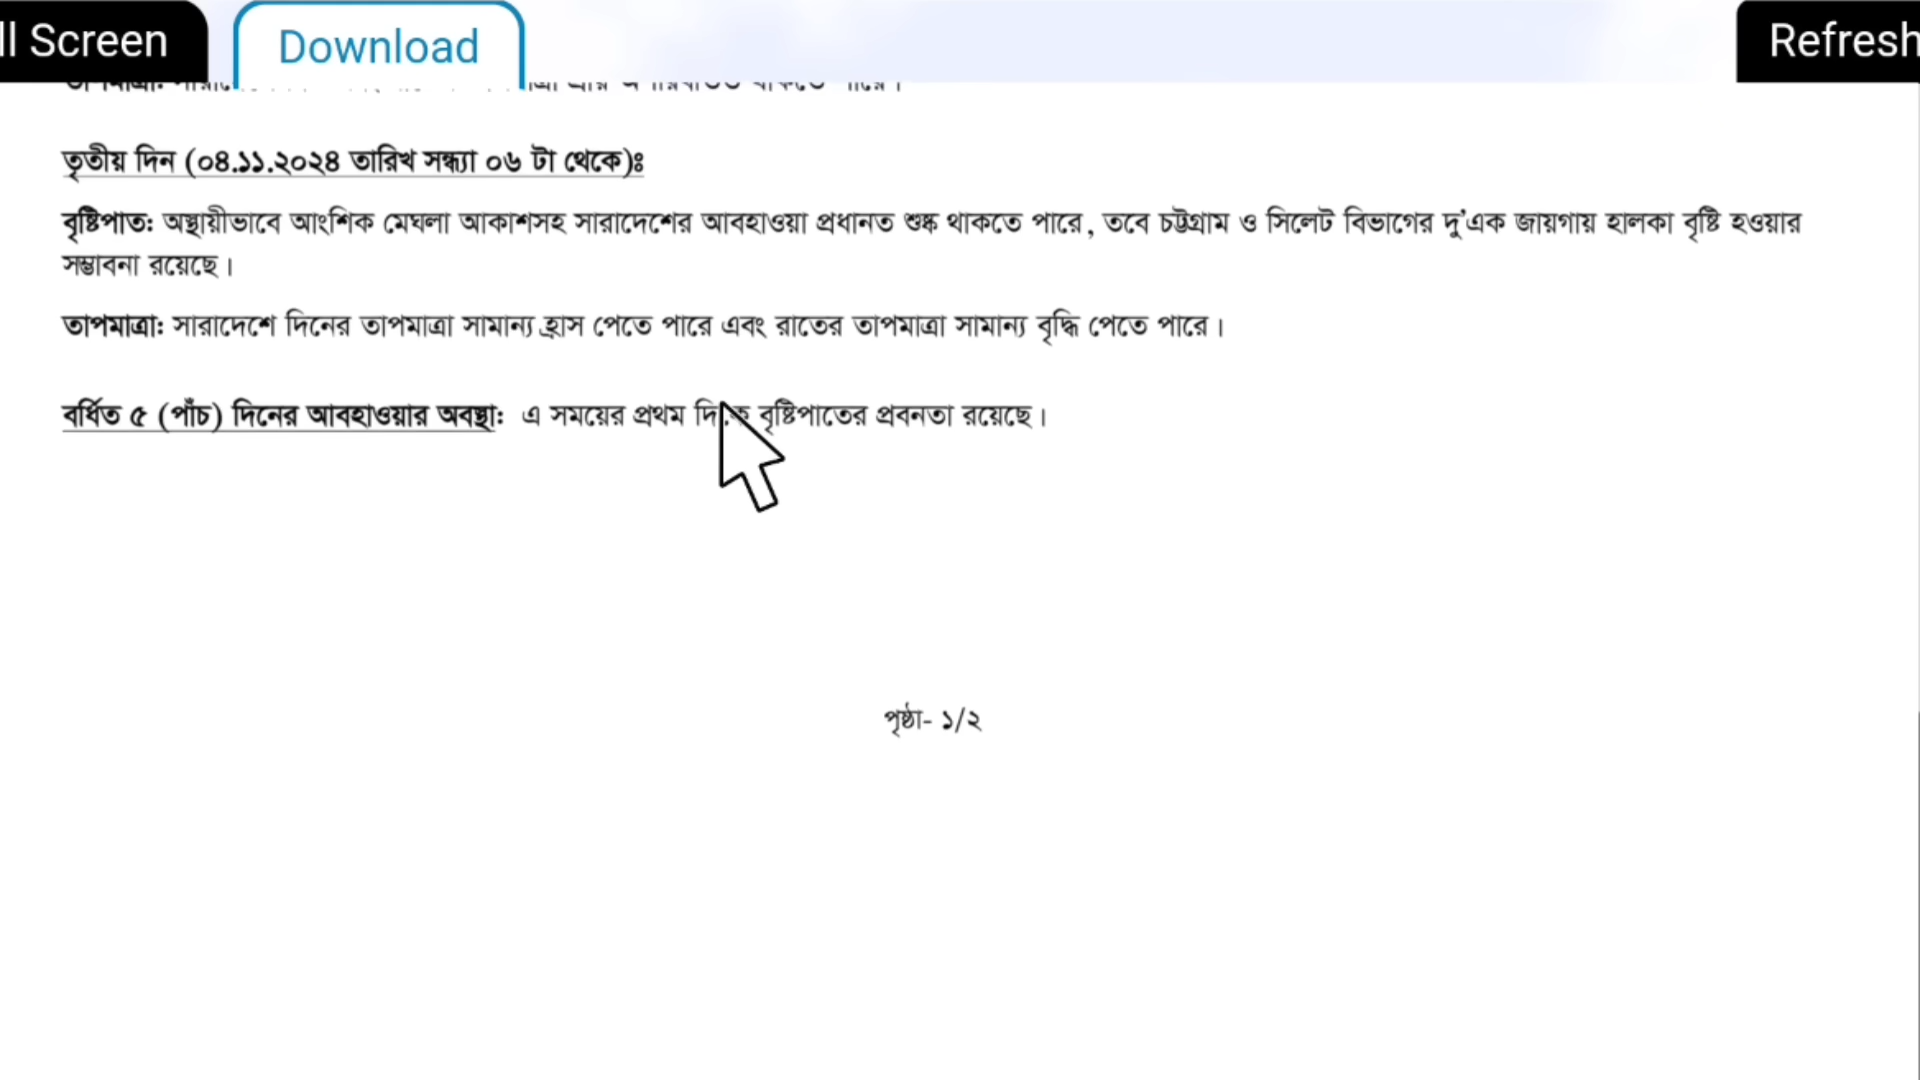 ll Screen
Download
Refresh
তৃতীয় দিন (০৪.১১.২০২৪ তারিখ সন্ধ্যা ০৬ টা থেকে)ঃ
বৃষ্টিপাত: অস্থায়ীভাবে আংশিক মেঘলা আকাশসহ সারাদেশের আবহাওয়া প্রধানত শুষ্ক থাকতে পারে, তবে চট্টগ্রাম ও সিলেট বিভাগের দু'এক জায়গায় হালকা বৃষ্টি হওয়ার
সম্ভাবনা রয়েছে।
তাপমাত্রা: সারাদেশে দিনের তাপমাত্রা সামান্য হ্রাস পেতে পারে এবং রাতের তাপমাত্রা সামান্য বৃদ্ধি পেতে পারে।
বর্ধিত ৫ (পাঁচ) দিনের আবহাওয়ার অবস্থা: এ সময়ের প্রথম দিকে বৃষ্টিপাতের প্রবনতা রয়েছে।
পৃষ্ঠা- ১/২